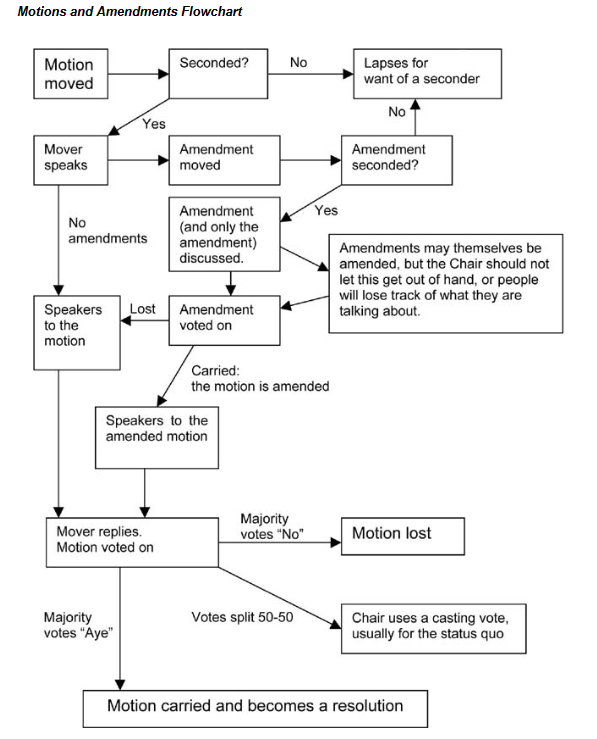 Motions and Amendments Flowchart
Motion
moved
Seconded?
No
Lapses for
want of a seconder
No
Yes
Mover
speaks
Amendment
moved
Amendment
seconded?
No
amendments
Amendment
(and only the
amendment)
discussed.
Yes
Amendments may themselves be
amended, but the Chair should not
let this get out of hand, or people
will lose track of what they are
talking about.
Speakers
to the
motion
Lost
Amendment
voted on
Carried:
the motion is amended
Speakers to the
amended motion
Mover replies.
Motion voted on
Majority
votes “No”
Motion lost
Majority
votes “Aye”
Votes split 50-50
Chair uses a casting vote,
usually for the status quo
Motion carried and becomes a resolution